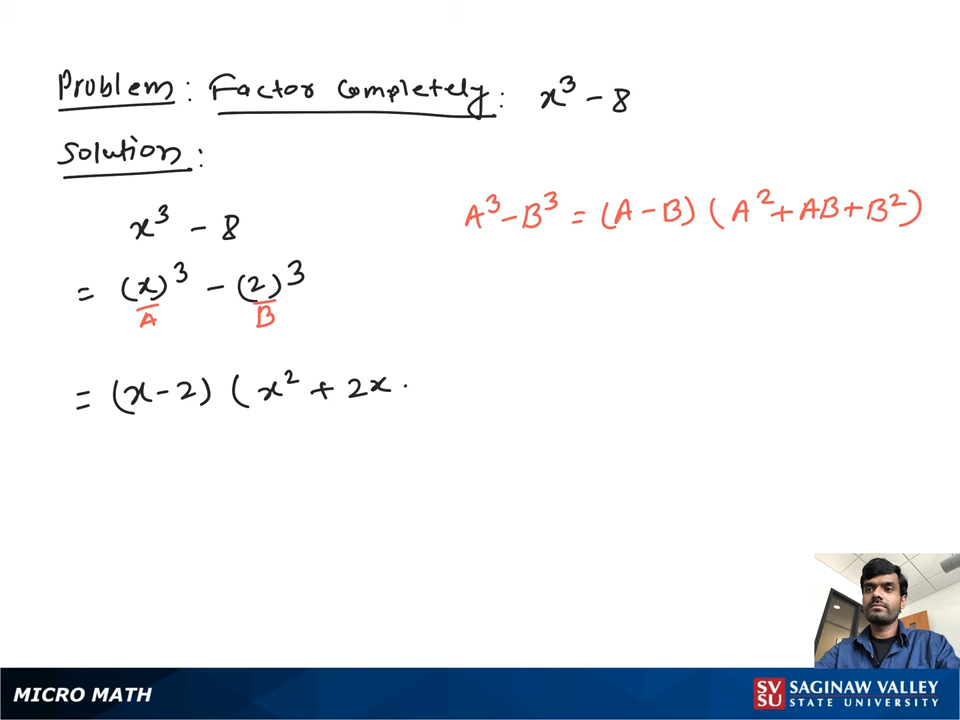 Problem: Factor Completely: x³ - 8
Solution:
x³ - 8
A³ - B³ = (A - B) (A² + AB + B²)
= (x)³ - (2)³
A B
= (x - 2) (x² + 2x
MICRO MATH
SV SU SAGINAW VALLEY
STATE UNIVERSITY